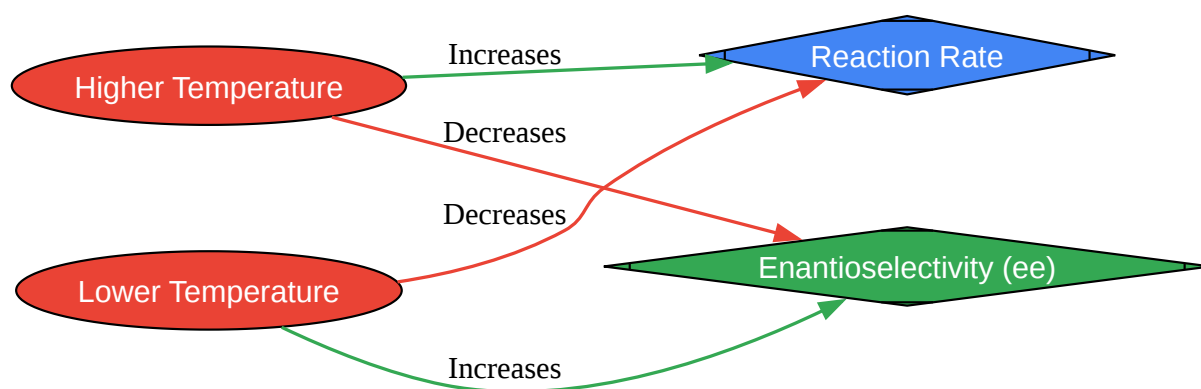 Increases
Reaction Rate
Higher Temperature
Decreases
Decreases
Enantioselectivity (ee)
Lower Temperature
Increases